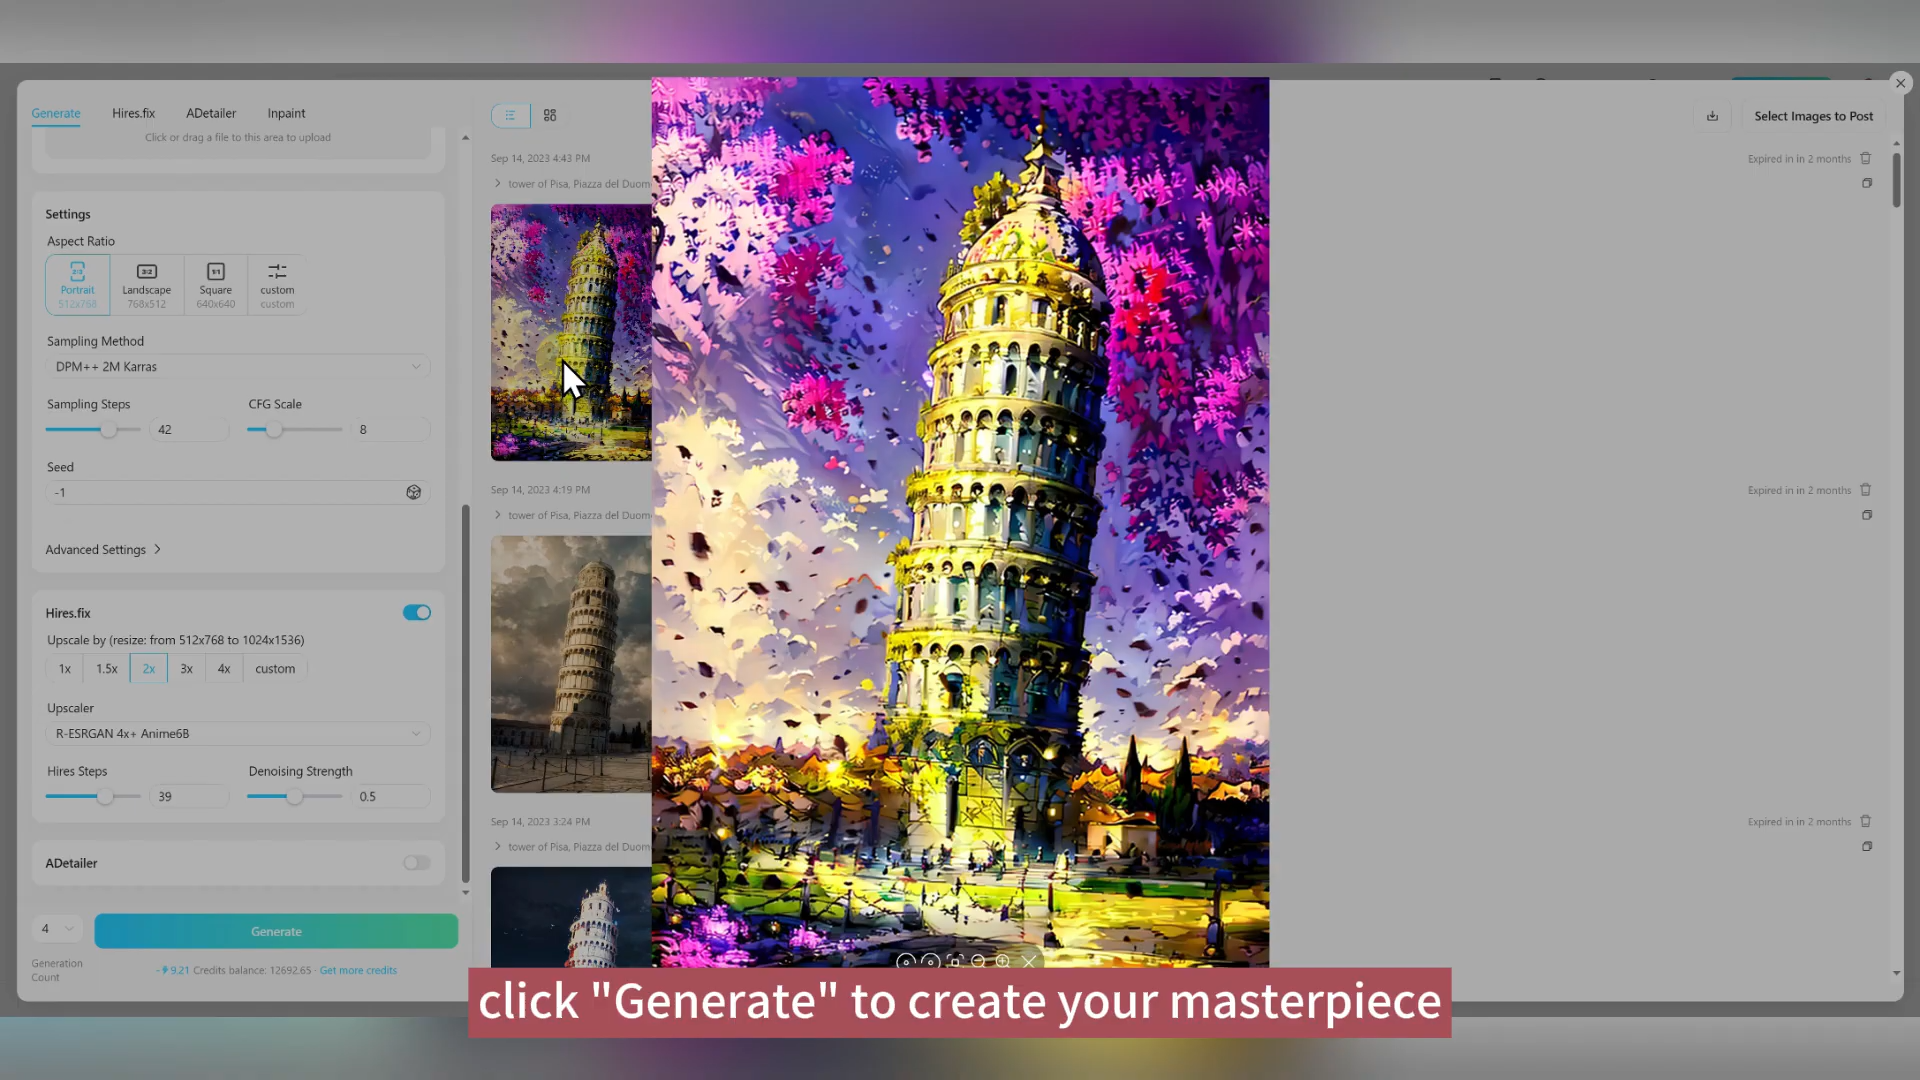 Generate
Hires.fix
ADetailer
Inpaint
Click or drag a file to this area to upload
Settings
Aspect Ratio
2:3
3:2
1:1
Portrait
Landscape
Square
custom
512x768
768x512
640x640
custom
Sampling Method
DPM++ 2M Karras
Sampling Steps
CFG Scale
42
8
Seed
-1
Advanced Settings
Hires.fix
Upscale by (resize: from 512x768 to 1024x1536)
1x
1.5x
2x
3x
4x
custom
Upscaler
R-ESRGAN 4x+ Anime6B
Hires Steps
Denoising Strength
39
0.5
ADetailer
4
Generate
Generation
Count
-9.21 Credits balance: 12692.65 · Get more credits
Sep 14, 2023 4:43 PM
tower of Pisa, Piazza del Duom
Sep 14, 2023 4:19 PM
tower of Pisa, Piazza del Duom
Sep 14, 2023 3:24 PM
tower of Pisa, Piazza del Duom
Select Images to Post
Expired in in 2 months
Expired in in 2 months
Expired in in 2 months
click "Generate" to create your masterpiece